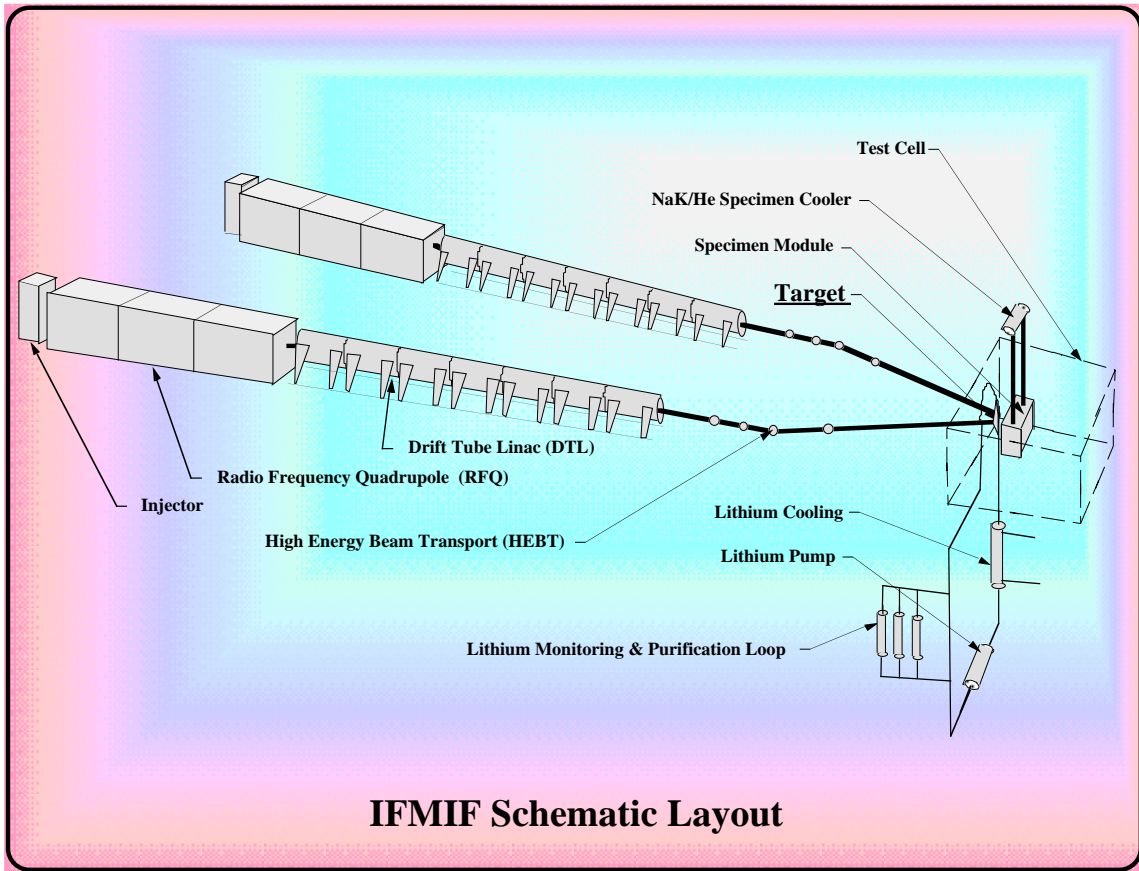 Test Cell
NaK/He Specimen Cooler
Specimen Module
Target
Drift Tube Linac (DTL)
Radio Frequency Quadrupole (RFQ)
Injector
High Energy Beam Transport (HEBT)
Lithium Cooling
Lithium Pump
Lithium Monitoring & Purification Loop
IFMIF Schematic Layout